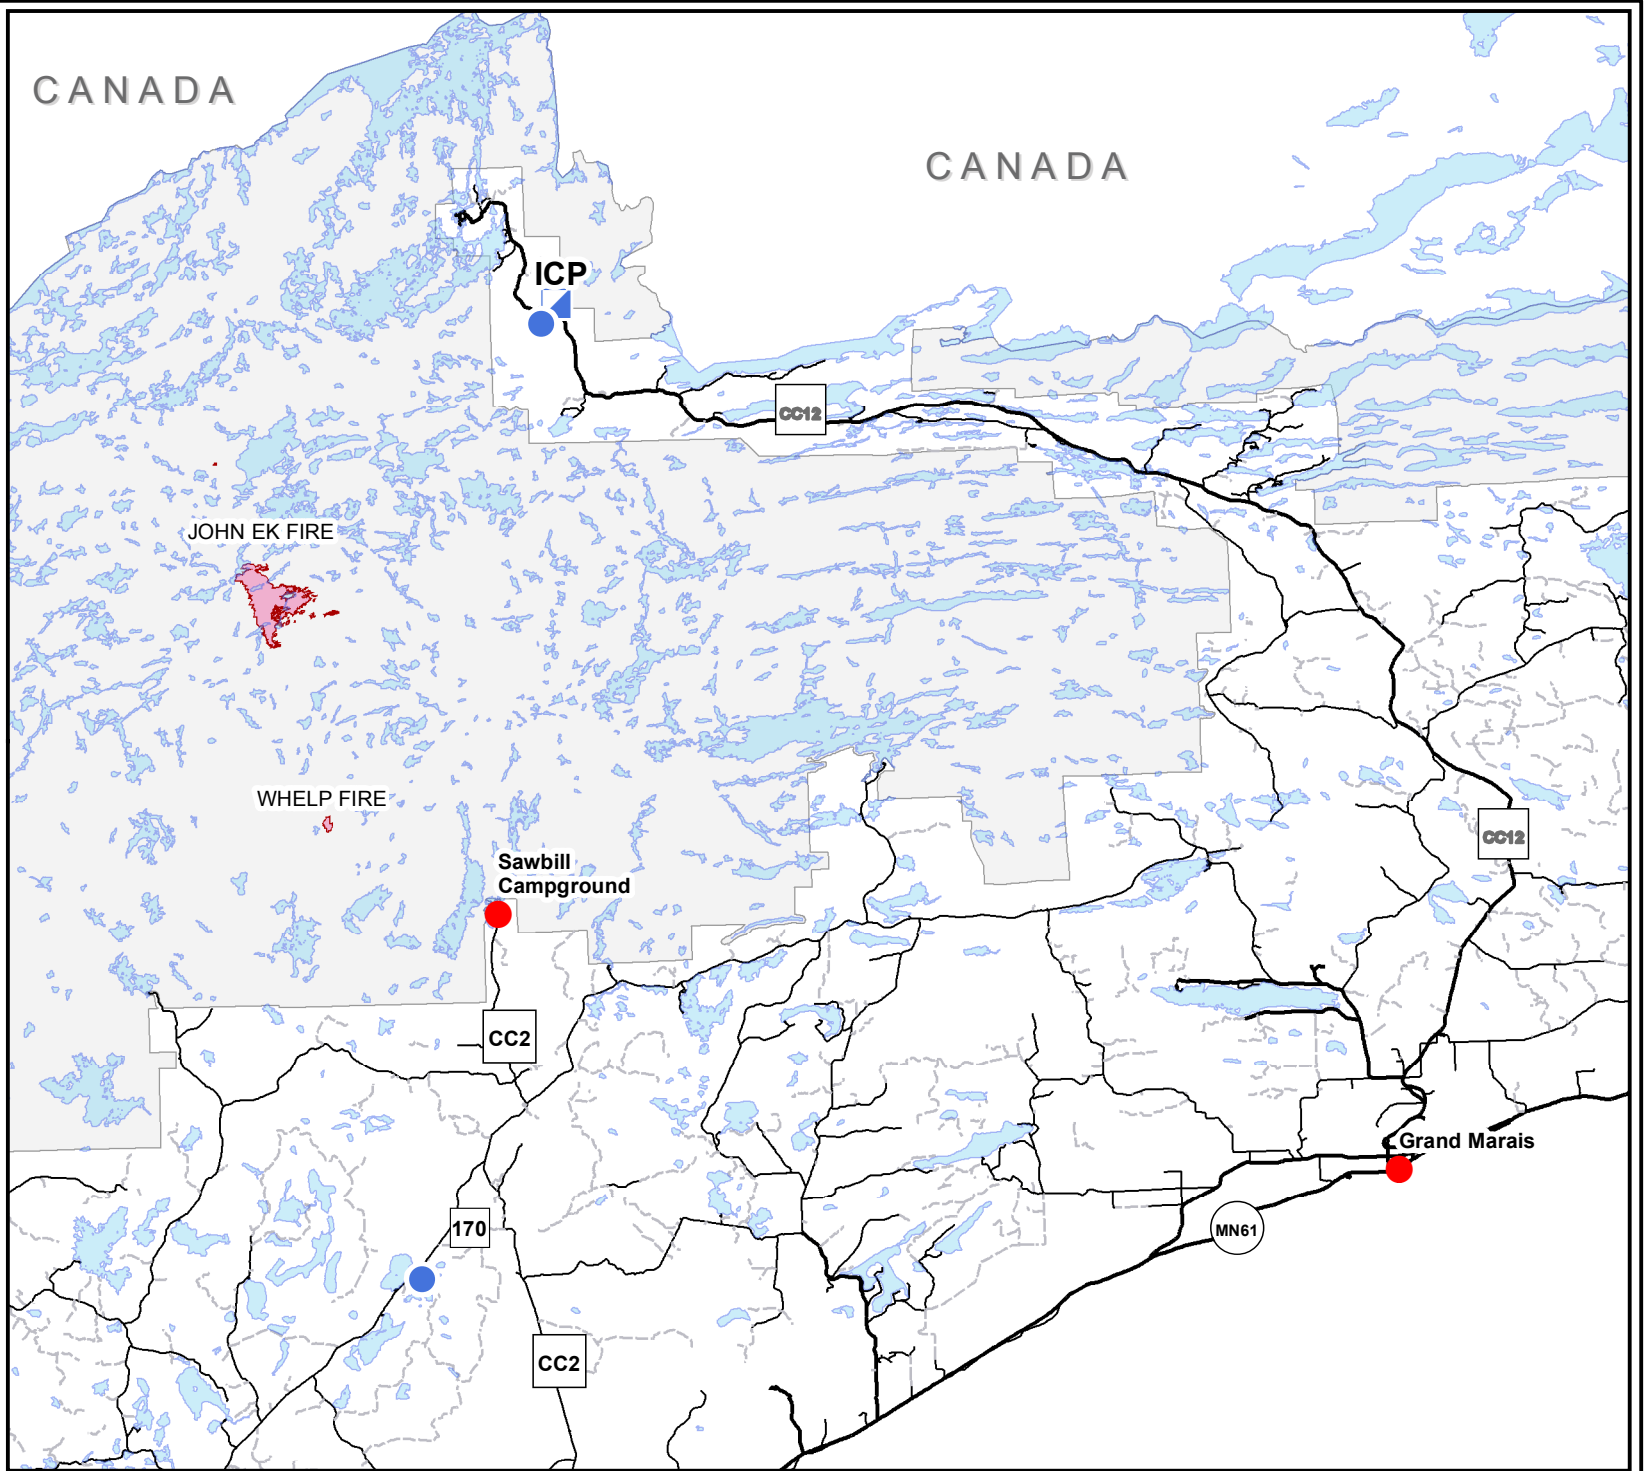 CANADA
CANADA
ICP
CC12
JOHN EK FIRE
WHELP FIRE
CC12
Sawbill
Campground
CC2
Grand Marais
170
MN61
CC2